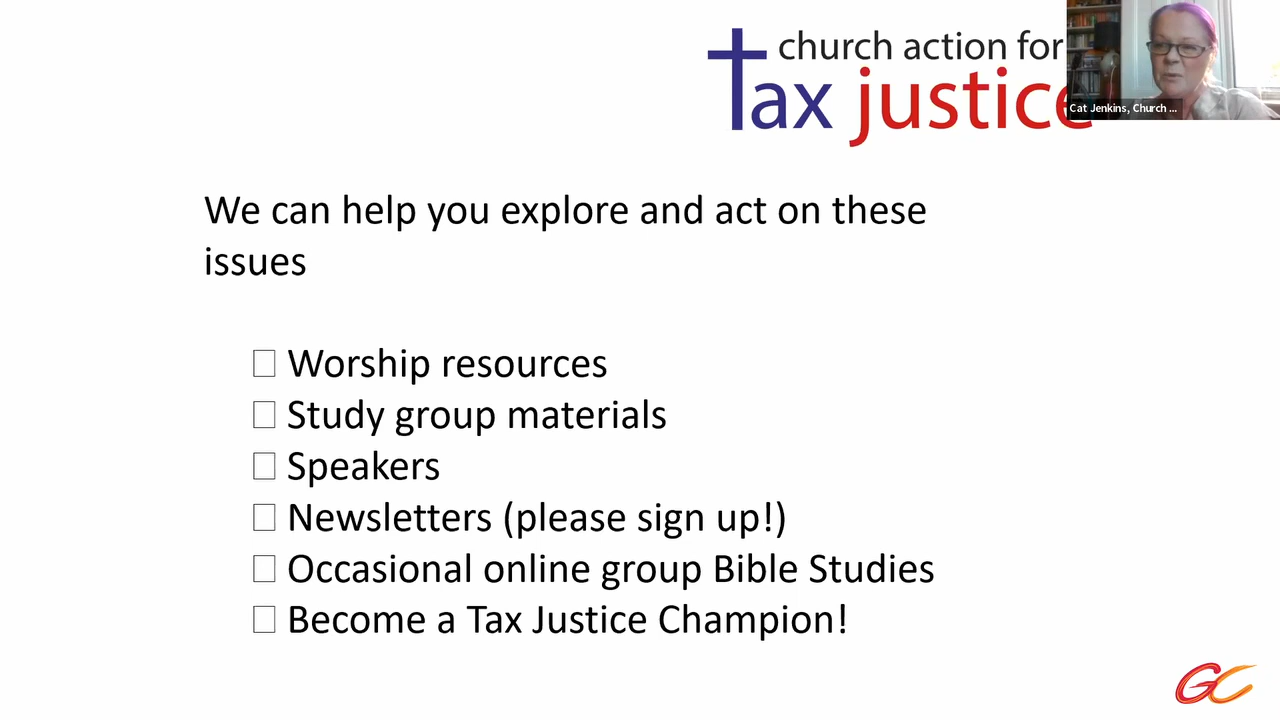 church action for
tax justice
Cat Jenkins, Church ...
We can help you explore and act on these
issues
Worship resources
Study group materials
Speakers
Newsletters (please sign up!)
Occasional online group Bible Studies
Become a Tax Justice Champion!
GC